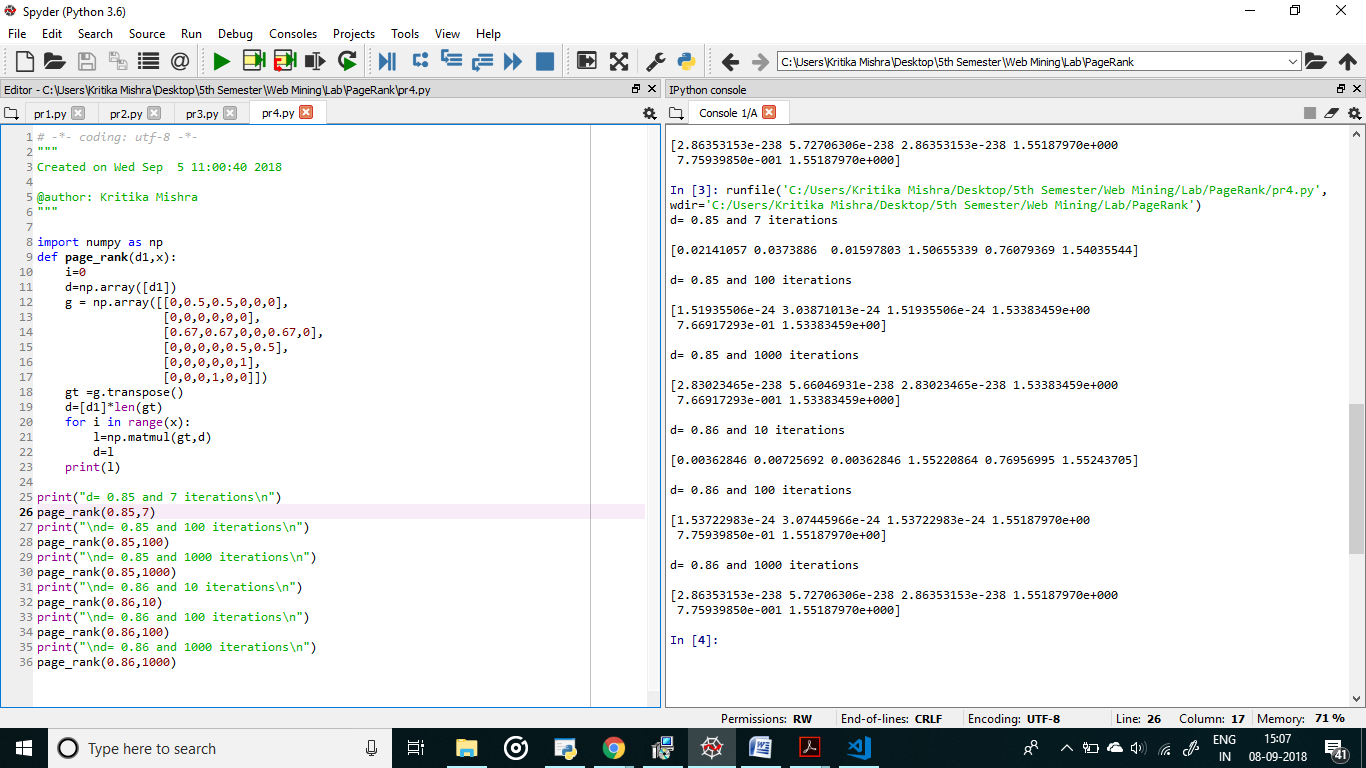 Spyder (Python 3.6)
File Edit Search Source Run Debug Consoles Projects Tools View Help
C:\Users\Kritika Mishra\Desktop\5th Semester\Web Mining\Lab\PageRank
Editor - C:\Users\Kritika Mishra\Desktop\5th Semester\Web Mining\Lab\PageRank\pr4.py
pr1.py pr2.py pr3.py pr4.py
1 # -*- coding: utf-8 -*-
2 """
3 Created on Wed Sep  5 11:00:40 2018
4
5 @author: Kritika Mishra
6 """
7
8 import numpy as np
9 def page_rank(d1,x):
10     i=0
11     d=np.array([d1])
12     g = np.array([[0,0.5,0.5,0,0,0],
13                   [0,0,0,0,0,0],
14                   [0.67,0.67,0,0,0.67,0],
15                   [0,0,0,0,0.5,0.5],
16                   [0,0,0,0,0,1],
17                   [0,0,0,1,0,0]])
18     gt =g.transpose()
19     d=[d1]*len(gt)
20     for i in range(x):
21         l=np.matmul(gt,d)
22         d=l
23     print(l)
24
25 print("d= 0.85 and 7 iterations\n")
26 page_rank(0.85,7)
27 print("\nd= 0.85 and 100 iterations\n")
28 page_rank(0.85,100)
29 print("\nd= 0.85 and 1000 iterations\n")
30 page_rank(0.85,1000)
31 print("\nd= 0.86 and 10 iterations\n")
32 page_rank(0.86,10)
33 print("\nd= 0.86 and 100 iterations\n")
34 page_rank(0.86,100)
35 print("\nd= 0.86 and 1000 iterations\n")
36 page_rank(0.86,1000)
IPython console
Console 1/A
[2.86353153e-238 5.72706306e-238 2.86353153e-238 1.55187970e+000
 7.75939850e-001 1.55187970e+000]
In [3]: runfile('C:/Users/Kritika Mishra/Desktop/5th Semester/Web Mining/Lab/PageRank/pr4.py',
wdir='C:/Users/Kritika Mishra/Desktop/5th Semester/Web Mining/Lab/PageRank')
d= 0.85 and 7 iterations
[0.02141057 0.0373886  0.01597803 1.50655339 0.76079369 1.54035544]
d= 0.85 and 100 iterations
[1.51935506e-24 3.03871013e-24 1.51935506e-24 1.53383459e+00
 7.66917293e-01 1.53383459e+00]
d= 0.85 and 1000 iterations
[2.83023465e-238 5.66046931e-238 2.83023465e-238 1.53383459e+000
 7.66917293e-001 1.53383459e+000]
d= 0.86 and 10 iterations
[0.00362846 0.00725692 0.00362846 1.55220864 0.76956995 1.55243705]
d= 0.86 and 100 iterations
[1.53722983e-24 3.07445966e-24 1.53722983e-24 1.55187970e+00
 7.75939850e-01 1.55187970e+00]
d= 0.86 and 1000 iterations
[2.86353153e-238 5.72706306e-238 2.86353153e-238 1.55187970e+000
 7.75939850e-001 1.55187970e+000]
In [4]:
Permissions: RW End-of-lines: CRLF Encoding: UTF-8 Line: 26 Column: 17 Memory: 71 %
Type here to search
ENG 15:07
IN 08-09-2018
41